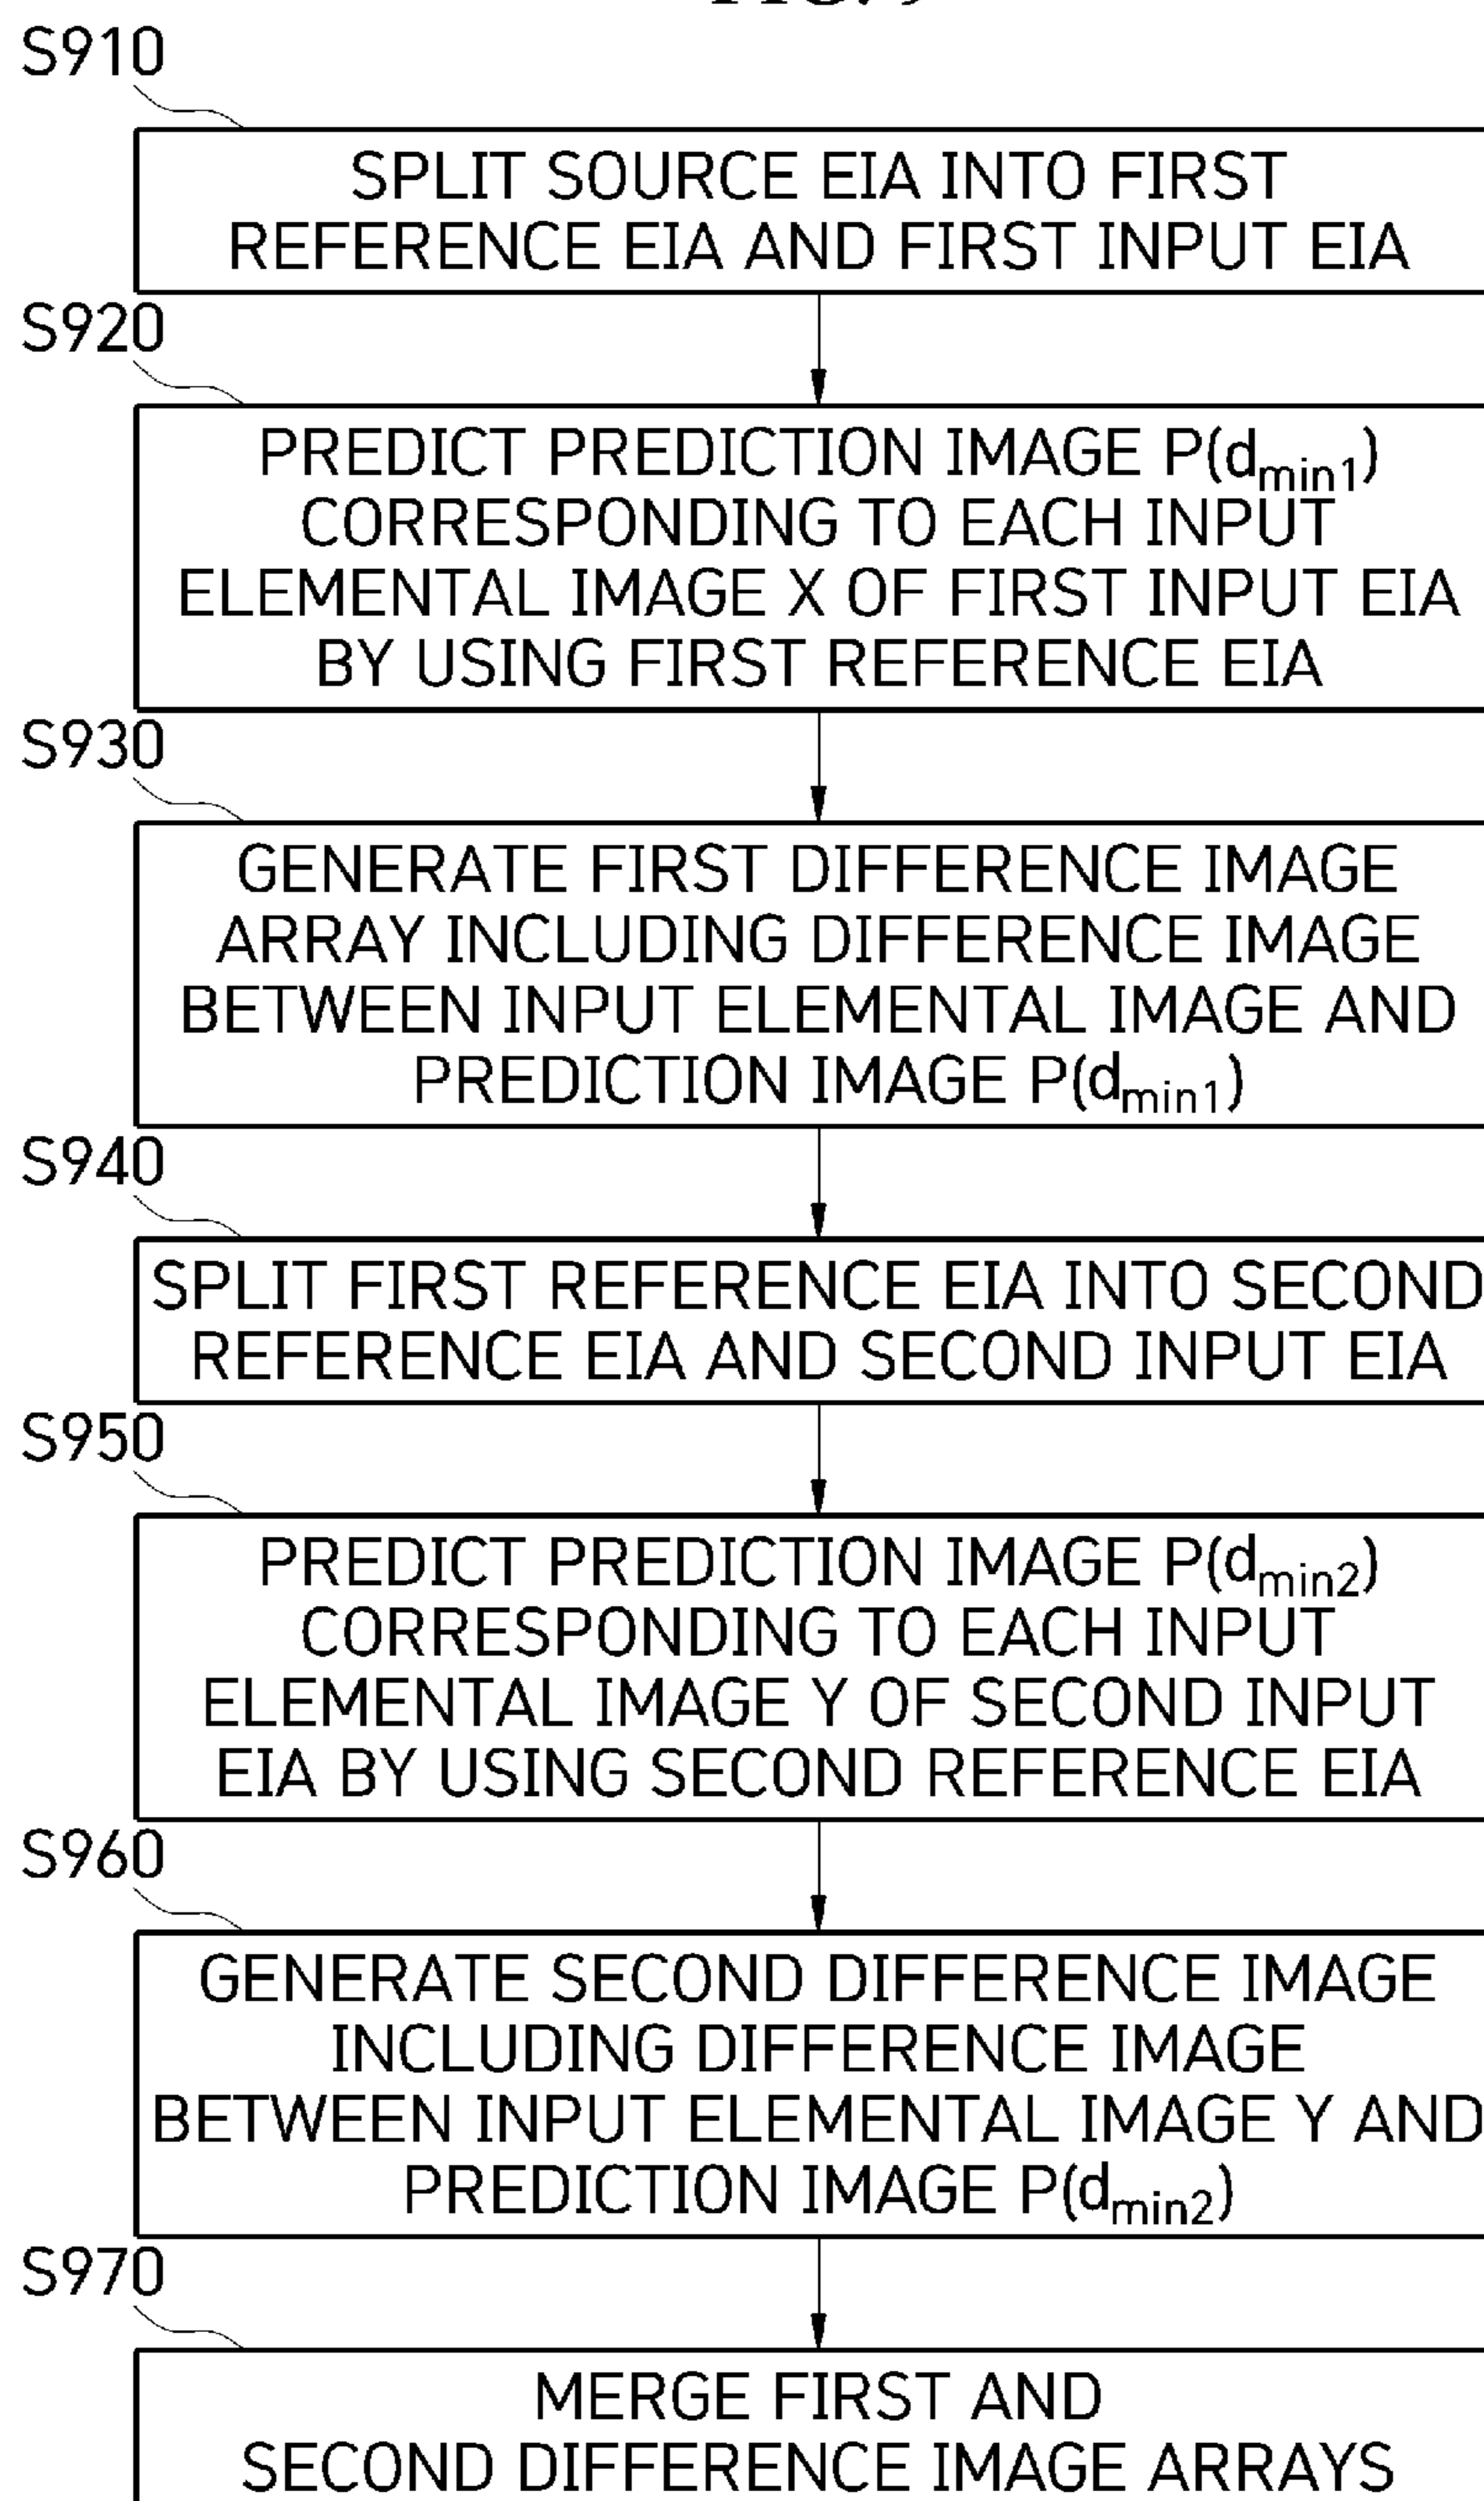 S910
SPLIT SOURCE EIA INTO FIRST
REFERENCE EIA AND FIRST INPUT EIA
S920
PREDICT PREDICTION IMAGE P(dmin1)
CORRESPONDING TO EACH INPUT
ELEMENTAL IMAGE X OF FIRST INPUT EIA
BY USING FIRST REFERENCE EIA
S930
GENERATE FIRST DIFFERENCE IMAGE
ARRAY INCLUDING DIFFERENCE IMAGE
BETWEEN INPUT ELEMENTAL IMAGE AND
PREDICTION IMAGE P(dmin1)
S940
SPLIT FIRST REFERENCE EIA INTO SECOND
REFERENCE EIA AND SECOND INPUT EIA
S950
PREDICT PREDICTION IMAGE P(dmin2)
CORRESPONDING TO EACH INPUT
ELEMENTAL IMAGE Y OF SECOND INPUT
EIA BY USING SECOND REFERENCE EIA
S960
GENERATE SECOND DIFFERENCE IMAGE
INCLUDING DIFFERENCE IMAGE
BETWEEN INPUT ELEMENTAL IMAGE Y AND
PREDICTION IMAGE P(dmin2)
S970
MERGE FIRST AND
SECOND DIFFERENCE IMAGE ARRAYS